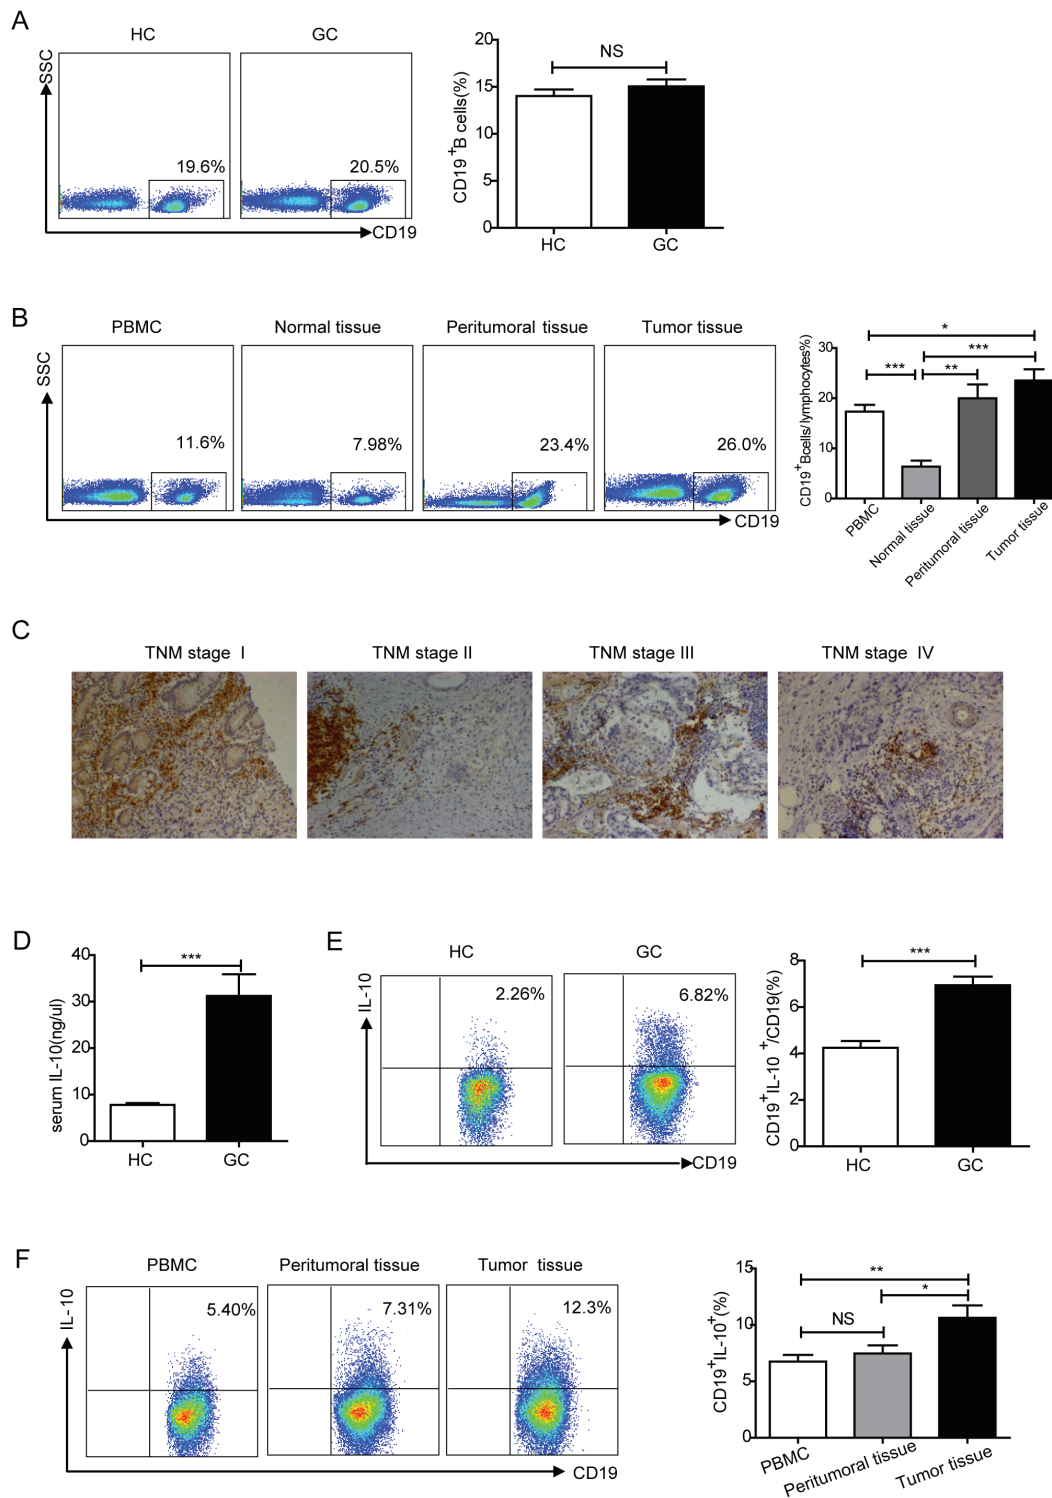 A
HC
GC
SSC
19.6%
20.5%
CD19
CD19+B cells(%)
20
15
10
5
0
NS
HC
GC
B
PBMC
Normal tissue
Peritumoral tissue
Tumor tissue
SSC
11.6%
7.98%
23.4%
26.0%
CD19
CD19+Bcells/lymphocytes%)
30
20
10
0
*
***
***
**
PBMC
Normal tissue
Peritumoral tissue
Tumor tissue
C
TNM stage I
TNM stage II
TNM stage III
TNM stage IV
D
serum IL-10(ng/ul)
40
30
20
10
0
***
HC
GC
E
HC
GC
IL-10
2.26%
6.82%
CD19
CD19+IL-10 +/CD19(%)
8
6
4
2
0
***
HC
GC
F
PBMC
Peritumoral tissue
Tumor tissue
IL-10
5.40%
7.31%
12.3%
CD19
CD19+IL-10+(%)
15
10
5
0
**
*
NS
PBMC
Peritumoral tissue
Tumor tissue